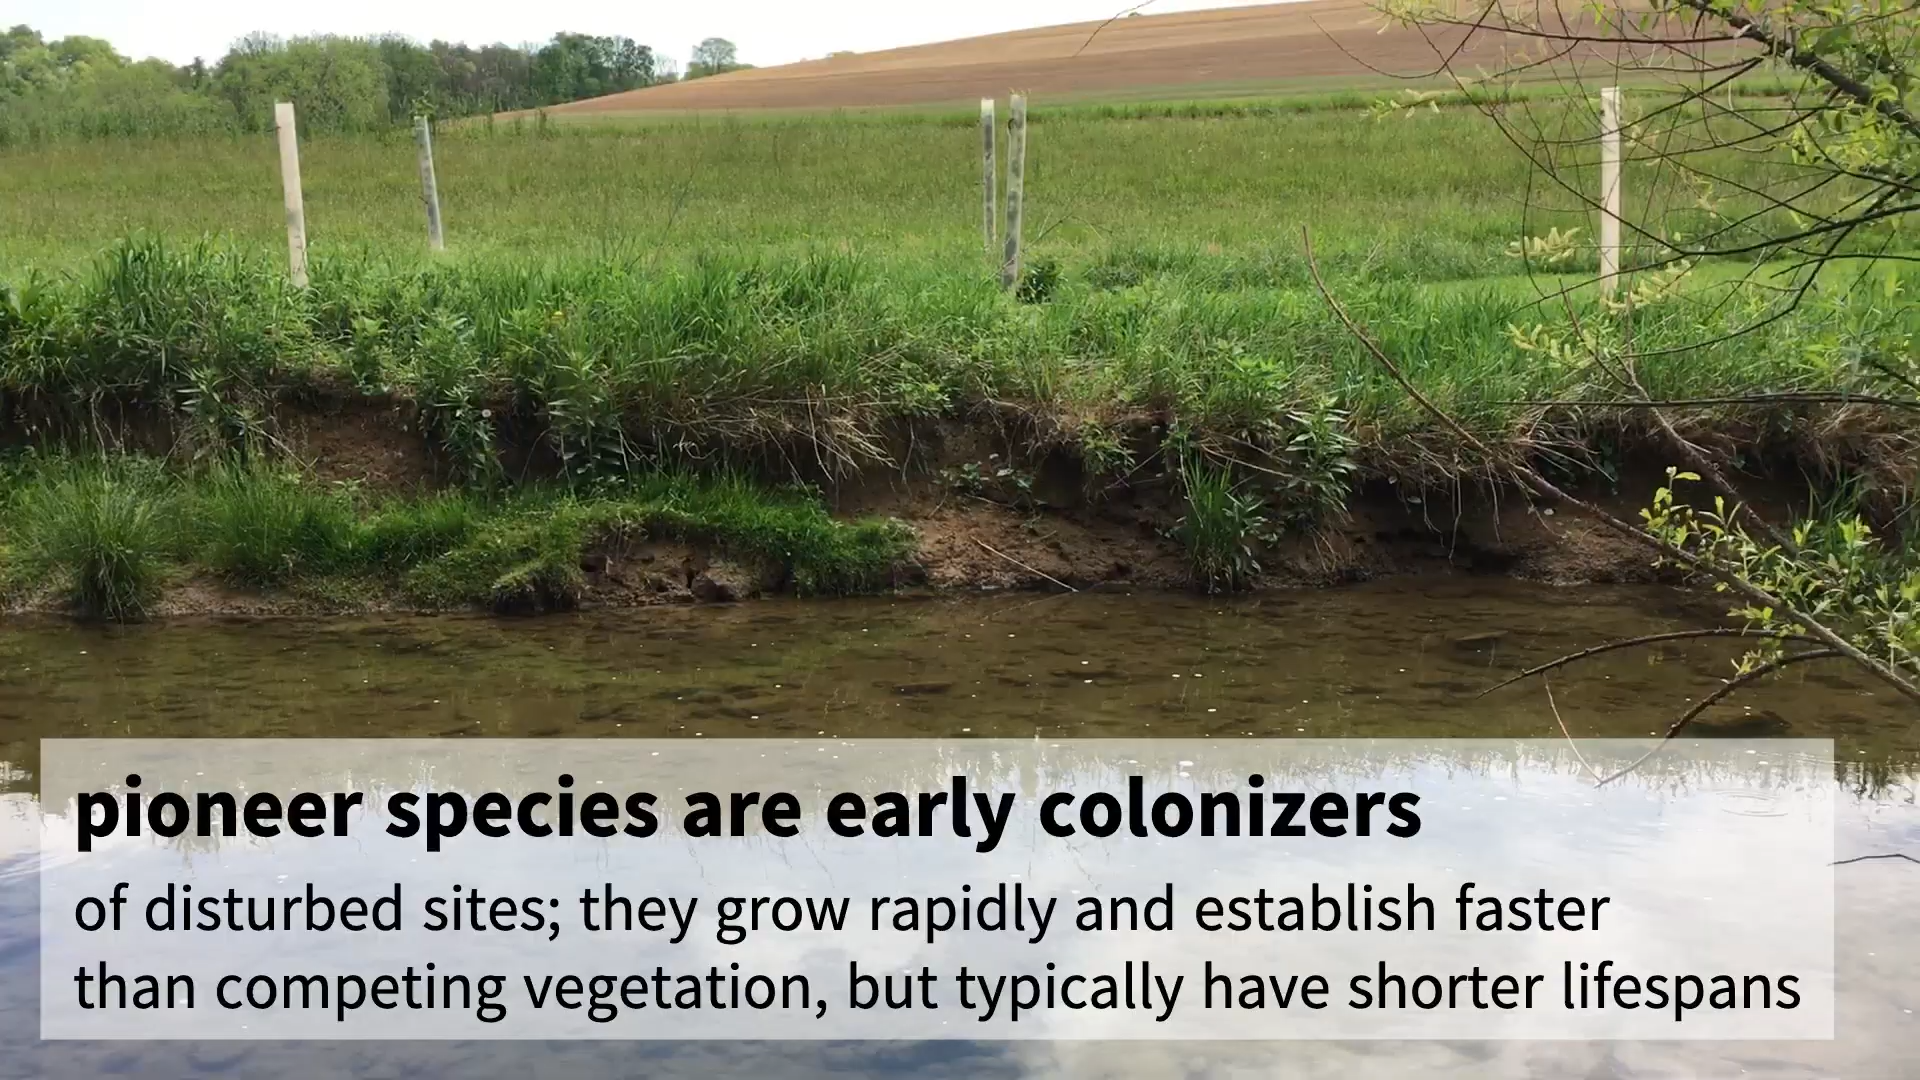 pioneer species are early colonizers
of disturbed sites; they grow rapidly and establish faster
than competing vegetation, but typically have shorter lifespans